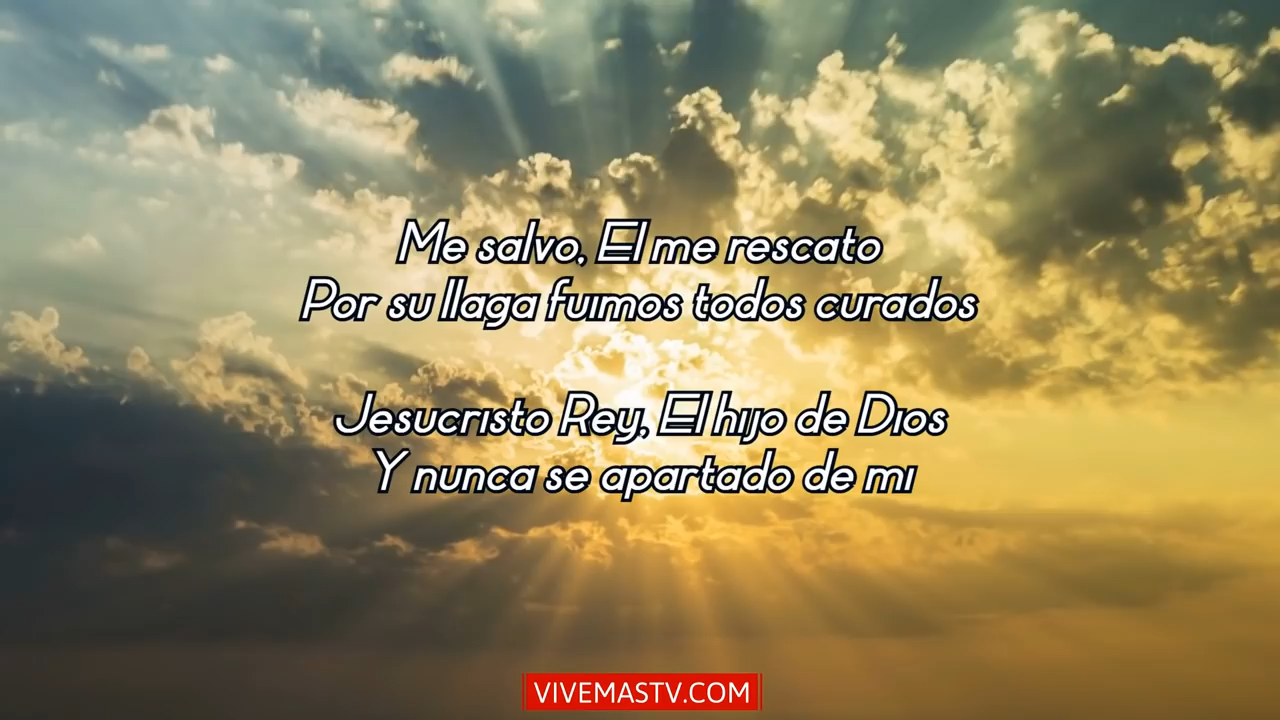 Me salvo, El me rescato
Por su llaga fuimos todos curados
Jesucristo Rey, El hijo de Dios
Y nunca se apartado de mi
VIVEMASTV.COM